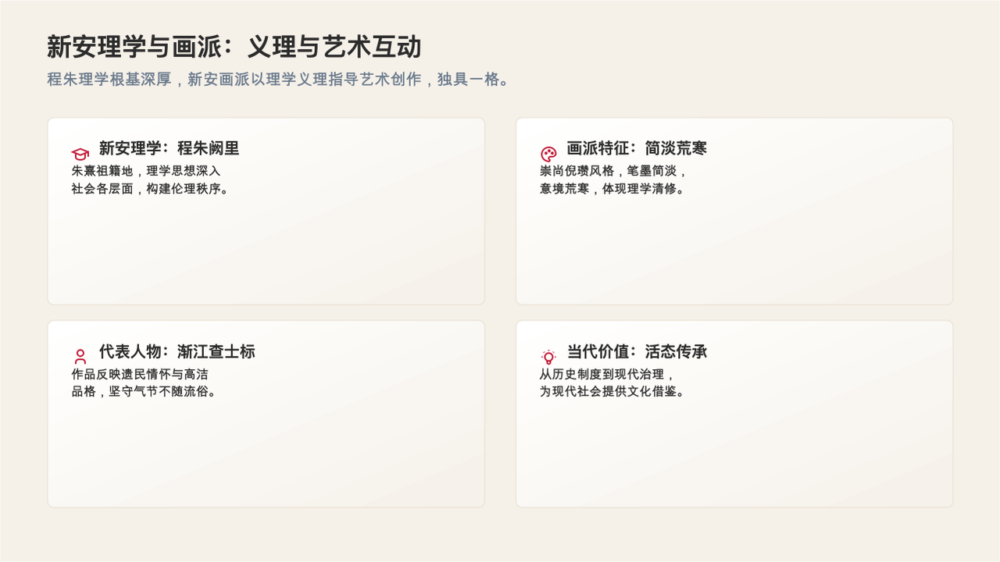 新安理学与画派：义理与艺术互动
程朱理学根基深厚，新安画派以理学义理指导艺术创作，独具一格。
新安理学：程朱阙里
朱熹祖籍地，理学思想深入
社会各层面，构建伦理秩序。
画派特征：简淡荒寒
崇尚倪瓒风格，笔墨简淡，
意境荒寒，体现理学清修。
代表人物：渐江查士标
作品反映遗民情怀与高洁
品格，坚守气节不随流俗。
当代价值：活态传承
从历史制度到现代治理，
为现代社会提供文化借鉴。